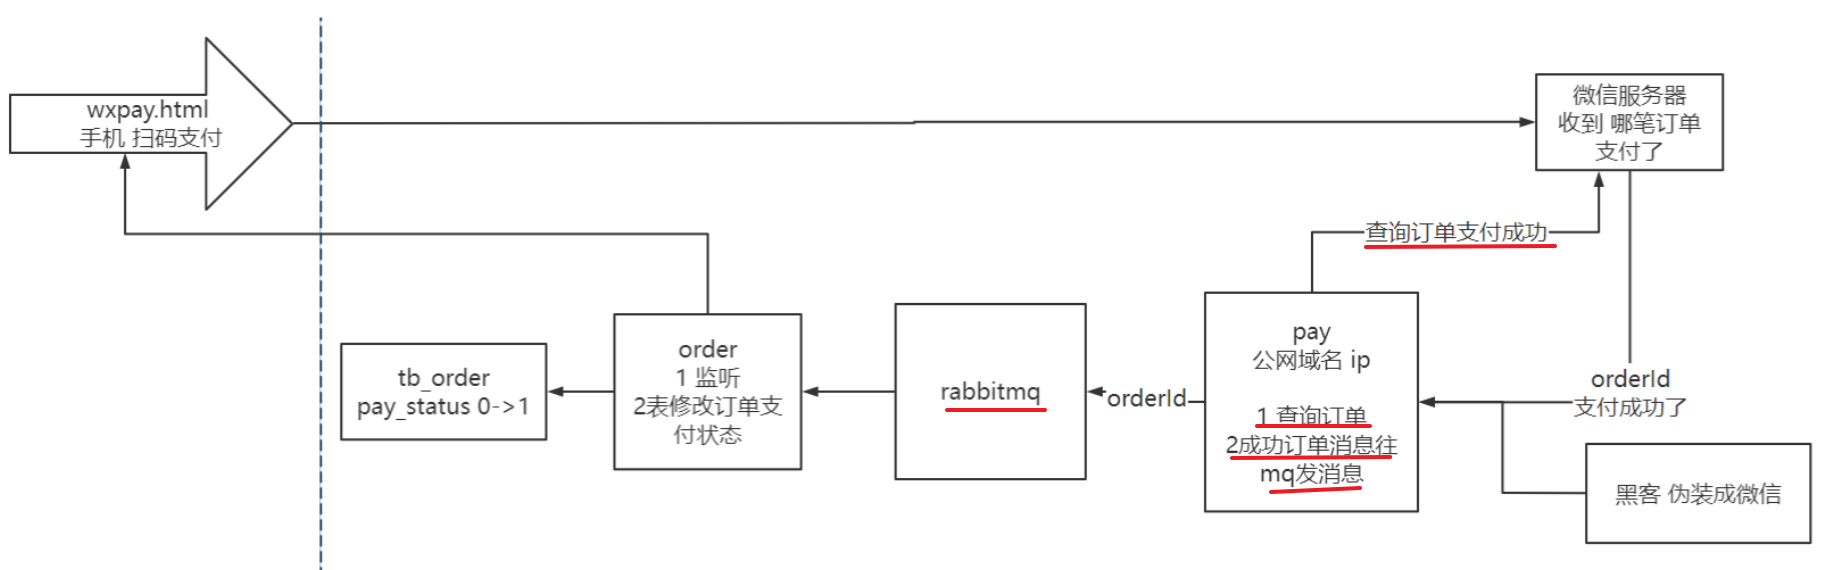 wxpay.html
手机 扫码支付
微信服务器
收到 哪笔订单
支付了
查询订单支付成功
tb_order
pay_status 0->1
order
1 监听
2表修改订单支
付状态
rabbitmq
orderId
pay
公网域名 ip
1 查询订单
2成功订单消息往
mq发消息
orderId
支付成功了
黑客 伪装成微信